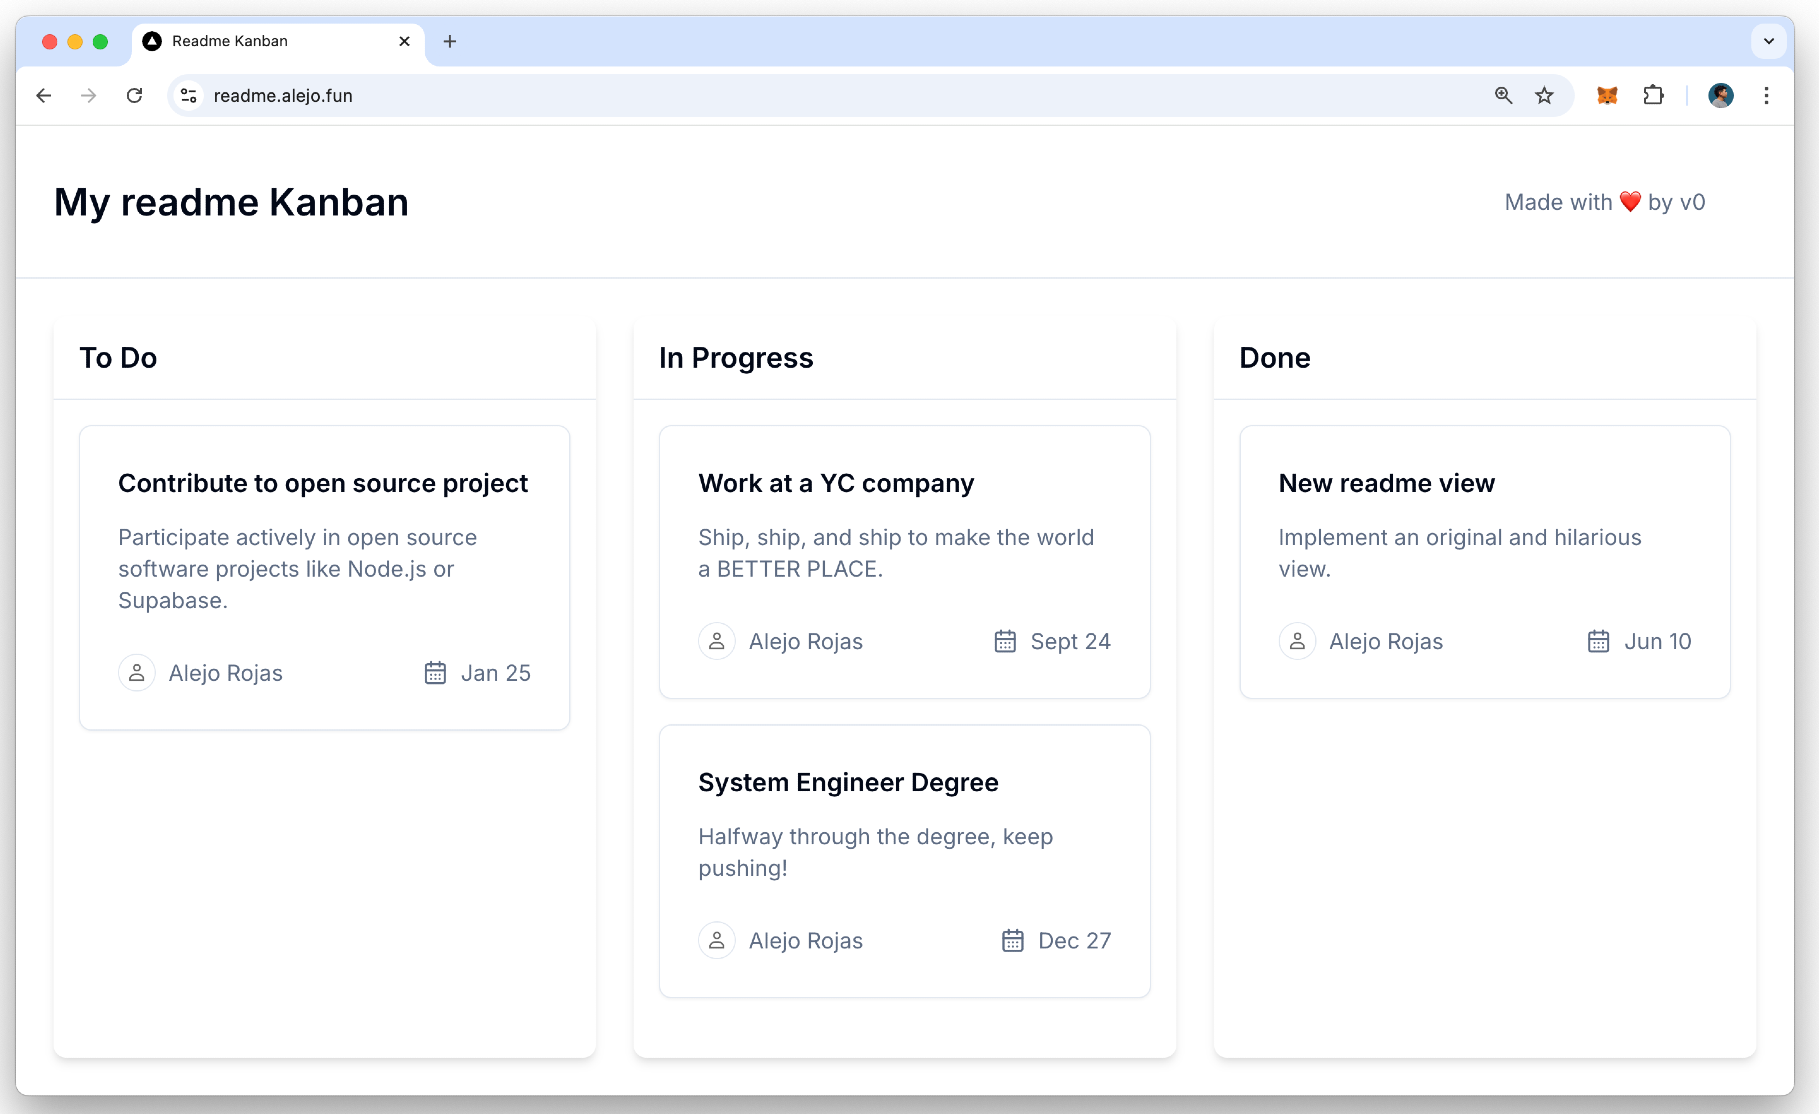 Readme Kanban
readme.alejo.fun
My readme Kanban
Made with ❤️ by v0
To Do
Contribute to open source project
Participate actively in open source
software projects like Node.js or
Supabase.
Alejo Rojas
Jan 25
In Progress
Work at a YC company
Ship, ship, and ship to make the world
a BETTER PLACE.
Alejo Rojas
Sept 24
System Engineer Degree
Halfway through the degree, keep
pushing!
Alejo Rojas
Dec 27
Done
New readme view
Implement an original and hilarious
view.
Alejo Rojas
Jun 10